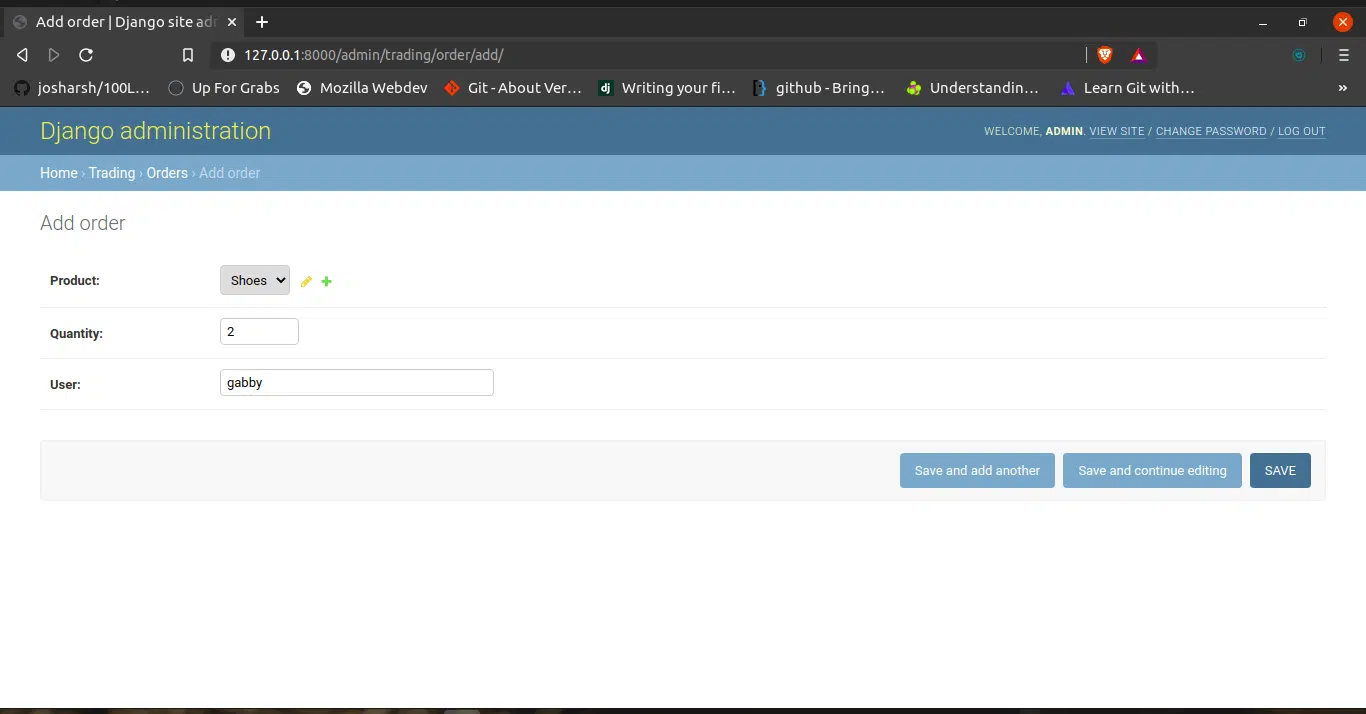 Add order | Django site adr
127.0.0.1:8000/admin/trading/order/add/
josharsh/100L... Up For Grabs Mozilla Webdev Git - About Ver... dj Writing your fi... github - Bring... Understandin... Learn Git with... »
Django administration
WELCOME, ADMIN. VIEW SITE / CHANGE PASSWORD / LOG OUT
Home › Trading › Orders › Add order
Add order
Product: Shoes
Quantity: 2
User: gabby
Save and add another Save and continue editing SAVE